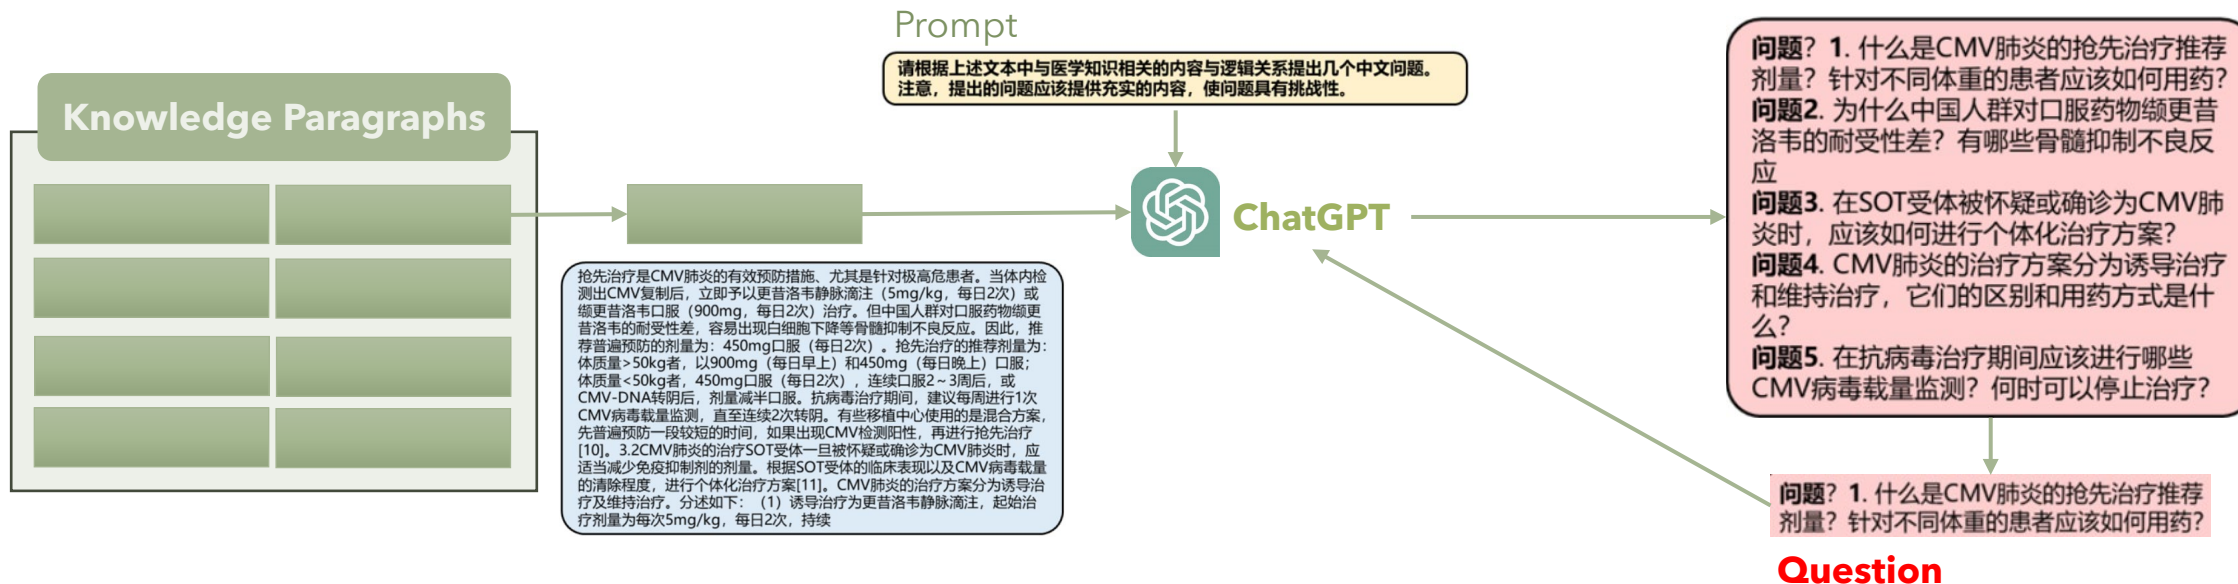 Prompt
请根据上述文本中与医学知识相关的内容与逻辑关系提出几个中文问题。
注意，提出的问题应该提供充实的内容，使问题具有挑战性。
Knowledge Paragraphs
抢先治疗是CMV肺炎的有效预防措施、尤其是针对极高危患者。当体内检
测出CMV复制后，立即予以更昔洛韦静脉滴注（5mg/kg，每日2次）或
缬更昔洛韦口服（900mg，每日2次）治疗。但中国人群对口服药物缬更
昔洛韦的耐受性差，容易出现白细胞下降等骨髓抑制不良反应。因此，推
荐普遍预防的剂量为：450mg口服（每日2次）。抢先治疗的推荐剂量为：
体质量>50kg者，以900mg（每日早上）和450mg（每日晚上）口服；
体质量<50kg者，450mg口服（每日2次），连续口服2～3周后，或
CMV-DNA转阴后，剂量减半口服。抗病毒治疗期间，建议每周进行1次
CMV病毒载量监测，直至连续2次转阴。有些移植中心使用的是混合方案，
先普遍预防一段较短的时间，如果出现CMV检测阳性，再进行抢先治疗
[10]。3.2CMV肺炎的治疗SOT受体一旦被怀疑或确诊为CMV肺炎时，应
适当减少免疫抑制剂的剂量。根据SOT受体的临床表现以及CMV病毒载量
的清除程度，进行个体化治疗方案[11]。CMV肺炎的治疗方案分为诱导治
疗及维持治疗。分述如下：（1）诱导治疗为更昔洛韦静脉滴注，起始治
疗剂量为每次5mg/kg，每日2次，持续
ChatGPT
问题？1. 什么是CMV肺炎的抢先治疗推荐
剂量？针对不同体重的患者应该如何用药？
问题2. 为什么中国人群对口服药物缬更昔
洛韦的耐受性差？有哪些骨髓抑制不良反
应
问题3. 在SOT受体被怀疑或确诊为CMV肺
炎时，应该如何进行个体化治疗方案？
问题4. CMV肺炎的治疗方案分为诱导治疗
和维持治疗，它们的区别和用药方式是什
么？
问题5. 在抗病毒治疗期间应该进行哪些
CMV病毒载量监测？何时可以停止治疗？
问题？1. 什么是CMV肺炎的抢先治疗推荐
剂量？针对不同体重的患者应该如何用药？
Question